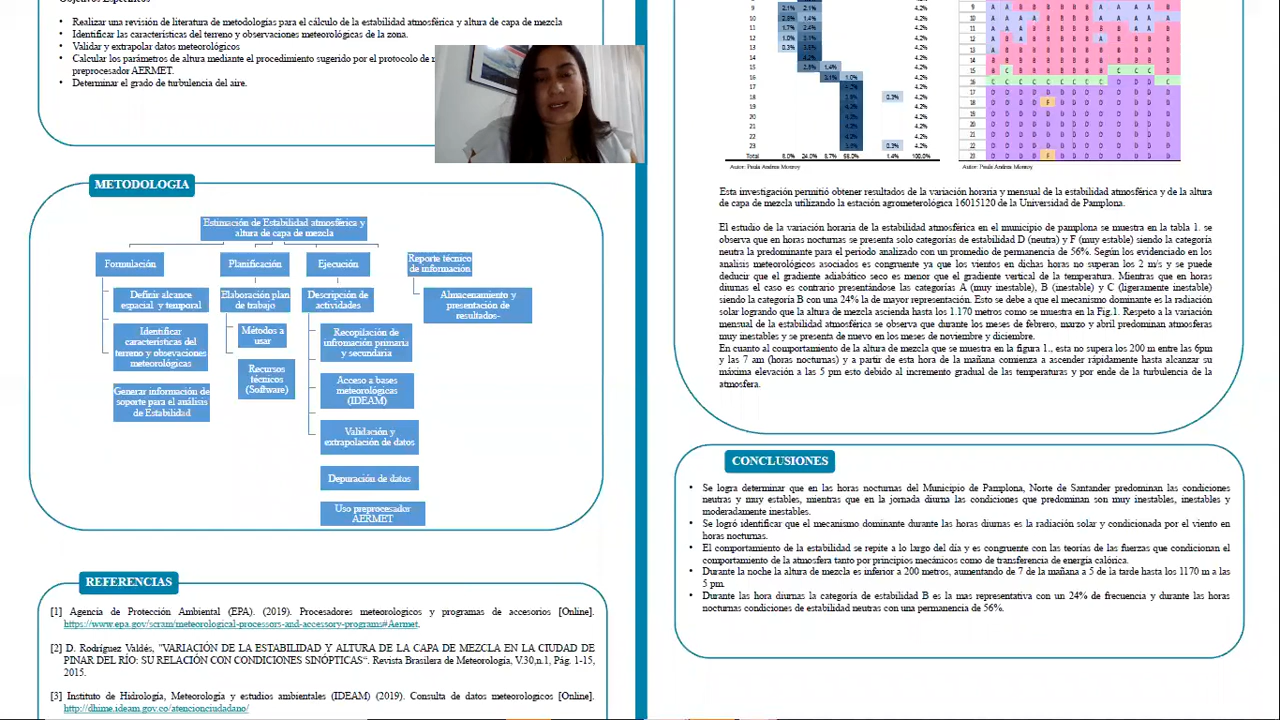 Objetivos Específicos
• Realizar una revisión de literatura de metodologías para el cálculo de la estabilidad atmosférica y altura de capa de mezcla
• Identificar las características del terreno y observaciones meteorológicas de la zona.
• Validar y extrapolar datos meteorológicos
• Calcular los parámetros de altura mediante el procedimiento sugerido por el protocolo de
preprocesador AERMET.
• Determinar el grado de turbulencia del aire.
METODOLOGIA
Estimación de Estabilidad atmosférica y
altura de capa de mezcla
Formulación
Definir alcance
espacial y temporal
Identificar
características del
terreno y obsevaciones
meteorológicas
Generar información de
soporte para el análisis
de Estabilidad
Planificación
Elaboración plan
de trabajo
Métodos a
usar
Recursos
técnicos
(Software)
Ejecución
Descripción de
actividades
Recopilación de
infromación primaria
y secundaria
Acceso a bases
meteorológicas
(IDEAM)
Validación y
extrapolación de datos
Depuración de datos
Uso preprocesador
AERMET
Reporte técnico
de información
Almacenamiento y
presentación de
resultados-
REFERENCIAS
[1] Agencia de Protección Ambiental (EPA). (2019). Procesadores meteorologicos y programas de accesorios [Online].
https://www.epa.gov/scram/meteorological-processors-and-accessory-programs#Aermet.
[2] D. Rodríguez Valdés, "VARIACIÓN DE LA ESTABILIDAD Y ALTURA DE LA CAPA DE MEZCLA EN LA CIUDAD DE
PINAR DEL RÍO: SU RELACIÓN CON CONDICIONES SINÓPTICAS". Revista Brasilera de Meteorología, V.30,n.1, Pág. 1-15,
2015.
[3] Instituto de Hidrología, Meteorología y estudios ambientales (IDEAM) (2019). Consulta de datos meteorologicos [Online].
http://dhime.ideam.gov.co/atencionciudadano/
Total 8.0% 24.0% 8.7% 58.0% 1.4% 100.0%
Autor: Paula Andrea Monroy
Autor: Paula Andrea Monroy
Esta investigación permitió obtener resultados de la variación horaria y mensual de la estabilidad atmosférica y de la altura
de capa de mezcla utilizando la estación agrometeorológica 16015120 de la Universidad de Pamplona.
El estudio de la variación horaria de la estabilidad atmosférica en el municipio de pamplona se muestra en la tabla 1. se
observa que en horas nocturnas se presenta solo categorías de estabilidad D (neutra) y F (muy estable) siendo la categoría
neutra la predominante para el periodo analizado con un promedio de permanencia de 56%. Según los evidenciado en los
analisis meteorológicos asociados es congruente ya que los vientos en dichas horas no superan los 2 m/s y se puede
deducir que el gradiente adiabático seco es menor que el gradiente vertical de la temperatura. Mientras que en horas
diurnas el caso es contrario presentándose las categorías A (muy inestable), B (inestable) y C (ligeramente inestable)
siendo la categoría B con una 24% la de mayor representación. Esto se debe a que el mecanismo dominante es la radiación
solar logrando que la altura de mezcla ascienda hasta los 1.170 metros como se muestra en la Fig.1. Respeto a la variación
mensual de la estabilidad atmosférica se observa que durante los meses de febrero, marzo y abril predominan atmosferas
muy inestables y se presenta de nuevo en los meses de noviembre y diciembre.
En cuanto al comportamiento de la altura de mezcla que se muestra en la figura 1., esta no supera los 200 m entre las 6pm
y las 7 am (horas nocturnas) y a partir de esta hora de la mañana comienza a ascender rápidamente hasta alcanzar su
máxima elevación a las 5 pm esto debido al incremento gradual de las temperaturas y por ende de la turbulencia de la
atmosfera.
CONCLUSIONES
• Se logra determinar que en las horas nocturnas del Municipio de Pamplona, Norte de Santander predominan las condiciones
neutras y muy estables, mientras que en la jornada diurna las condiciones que predominan son muy inestables, inestables y
moderadamente inestables.
• Se logró identificar que el mecanismo dominante durante las horas diurnas es la radiación solar y condicionada por el viento en
horas nocturnas.
• El comportamiento de la estabilidad se repite a lo largo del día y es congruente con las teorías de las fuerzas que condicionan el
comportamiento de la atmosfera tanto por principios mecánicos como de transferencia de energía calórica.
• Durante la noche la altura de mezcla es inferior a 200 metros, aumentando de 7 de la mañana a 5 de la tarde hasta los 1170 m a las
5 pm.
• Durante las hora diurnas la categoría de estabilidad B es la mas representativa con un 24% de frecuencia y durante las horas
nocturnas condiciones de estabilidad neutras con una permanencia de 56%.